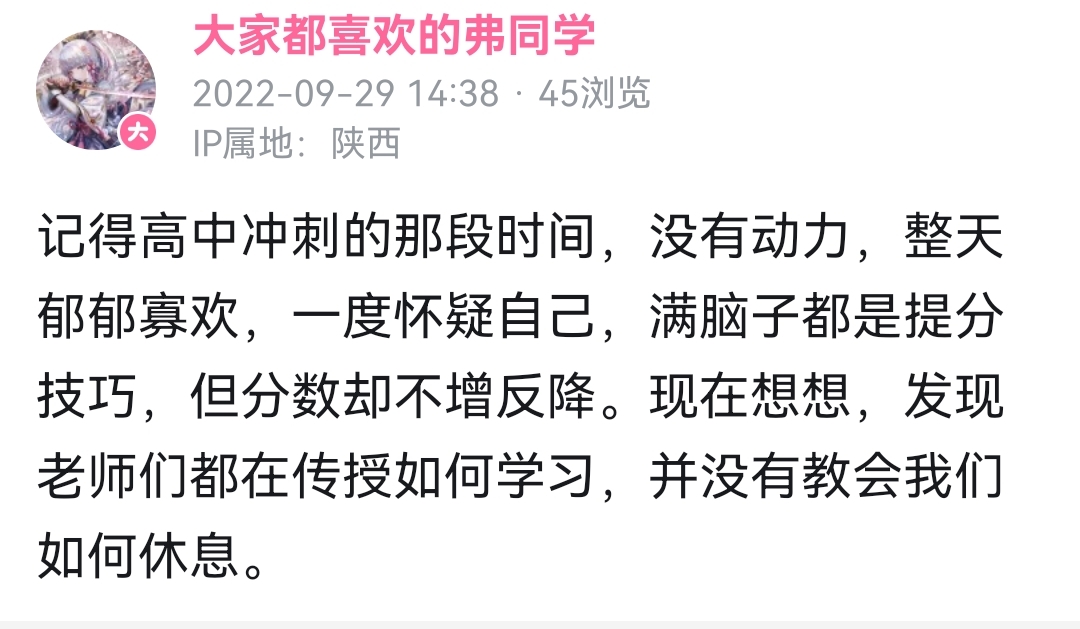 大家都喜欢的弗同学
2022-09-29 14:38 · 45浏览
大
IP属地：陕西
记得高中冲刺的那段时间，没有动力，整天
郁郁寡欢，一度怀疑自己，满脑子都是提分
技巧，但分数却不增反降。现在想想，发现
老师们都在传授如何学习，并没有教会我们
如何休息。